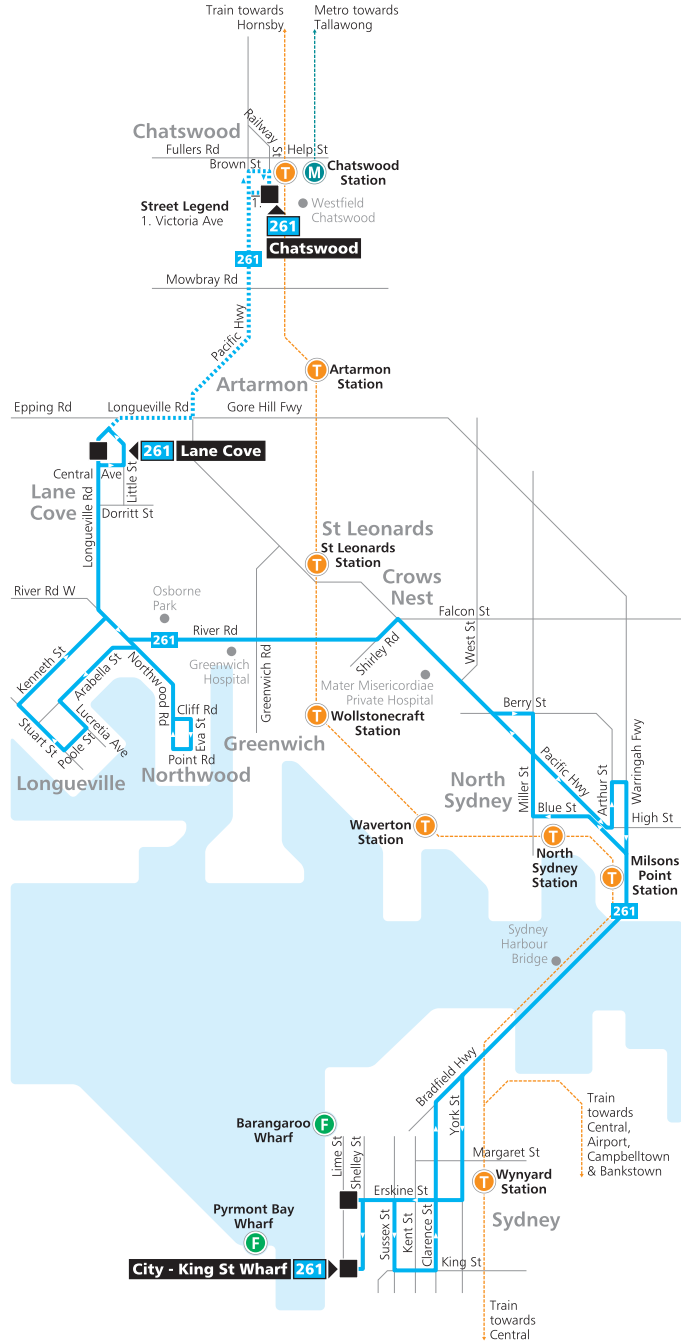 Train towards
Hornsby
Metro towards
Tallawong
Chatswood
Railway St
Fullers Rd
Help St
Brown St
T
M
Chatswood
Station
Street Legend
1. Victoria Ave
1.
Westfield
Chatswood
261
Chatswood
261
Mowbray Rd
Pacific Hwy
T
Artarmon
Station
Artarmon
Epping Rd
Longueville Rd
Gore Hill Fwy
261
Lane Cove
Central Ave
Little St
Lane
Cove
Longueville Rd
Dorritt St
St Leonards
St Leonards
Station
T
Crows
Nest
River Rd W
Osborne
Park
Falcon St
261
River Rd
Shirley Rd
West St
Kenneth St
Arabella St
Northwood Rd
Greenwich
Hospital
Greenwich Rd
Mater Misericordiae
Private Hospital
Cliff Rd
Eva St
Lucretia Ave
Stuart St
Poole St
Point Rd
T
Wollstonecraft
Station
Berry St
Greenwich
Longueville
Northwood
Pacific Hwy
North
Sydney
Miller St
Arthur St
Warringah Fwy
Blue St
High St
Waverton
Station
T
T
North
Sydney
Station
T
Milsons
Point
Station
261
Sydney
Harbour
Bridge
Bradfield Hwy
York St
Train
towards
Central,
Airport,
Campbelltown
& Bankstown
Barangaroo
Wharf
F
Lime St
Shelley St
Margaret St
T
Wynyard
Station
Erskine St
Pyrmont Bay
Wharf
F
Sussex St
Kent St
Clarence St
Sydney
City - King St Wharf
261
King St
Train
towards
Central